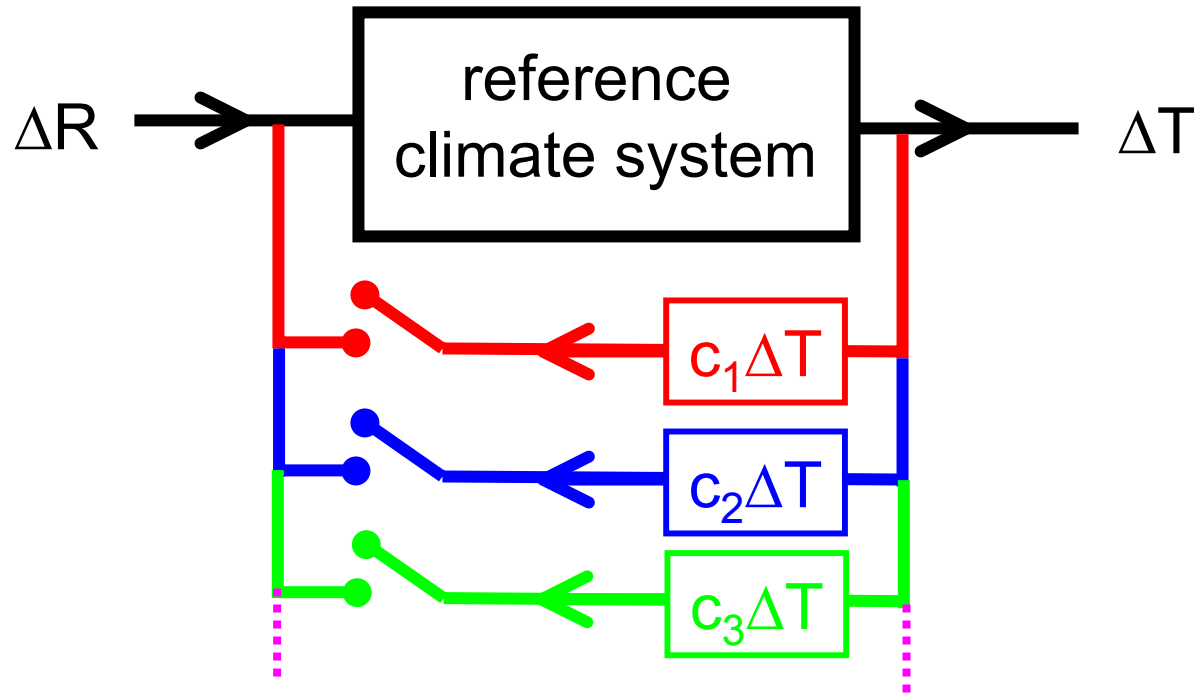 ΔR
reference
climate system
ΔT
c₁ΔT
c₂ΔT
c₃ΔT